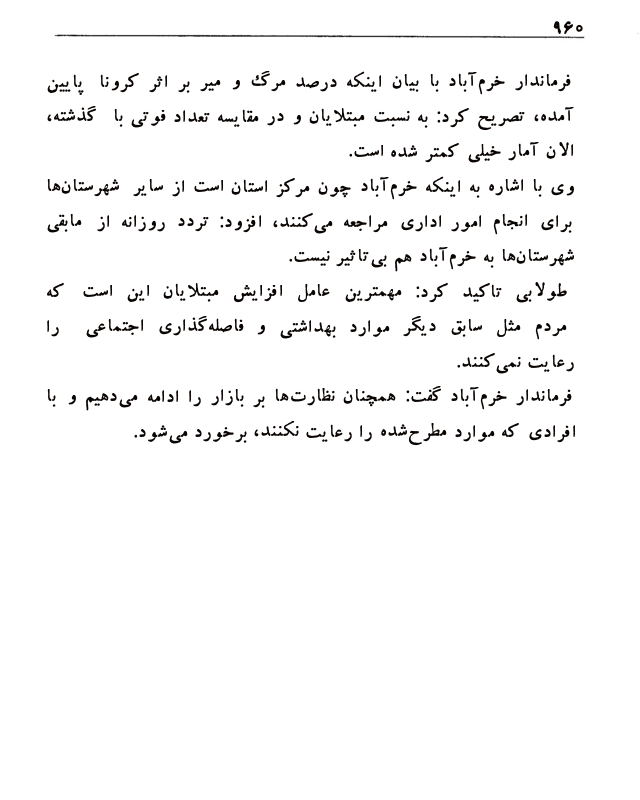 ۹۶۰
فرماندار خرم‌آباد با بیان اینکه درصد مرگ و میر بر اثر کرونا پایین
آمده، تصریح کرد: به نسبت مبتلایان و در مقایسه تعداد فوتی با گذشته،
الان آمار خیلی کمتر شده است.
وی با اشاره به اینکه خرم‌آباد چون مرکز استان است از سایر شهرستان‌ها
برای انجام امور اداری مراجعه می‌کنند، افزود: تردد روزانه از مابقی
شهرستان‌ها به خرم‌آباد هم بی‌تاثیر نیست.
طولابی تاکید کرد: مهمترین عامل افزایش مبتلایان این است که
مردم مثل سابق دیگر موارد بهداشتی و فاصله‌گذاری اجتماعی را
رعایت نمی‌کنند.
فرماندار خرم‌آباد گفت: همچنان نظارت‌ها بر بازار را ادامه می‌دهیم و با
افرادی که موارد مطرح‌شده را رعایت نکنند، برخورد می‌شود.